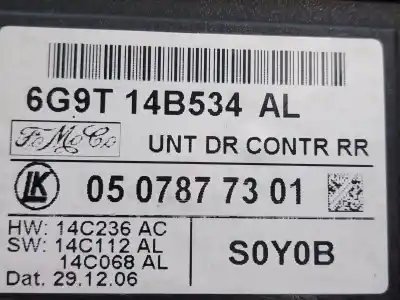 6G9T 14B534 AL
FoMoCo UNT DR CONTR RR
LK 05 0787 73 01
HW: 14C236 AC
SW: 14C112 AL
14C068 AL
S0Y0B
Dat. 29.12.06